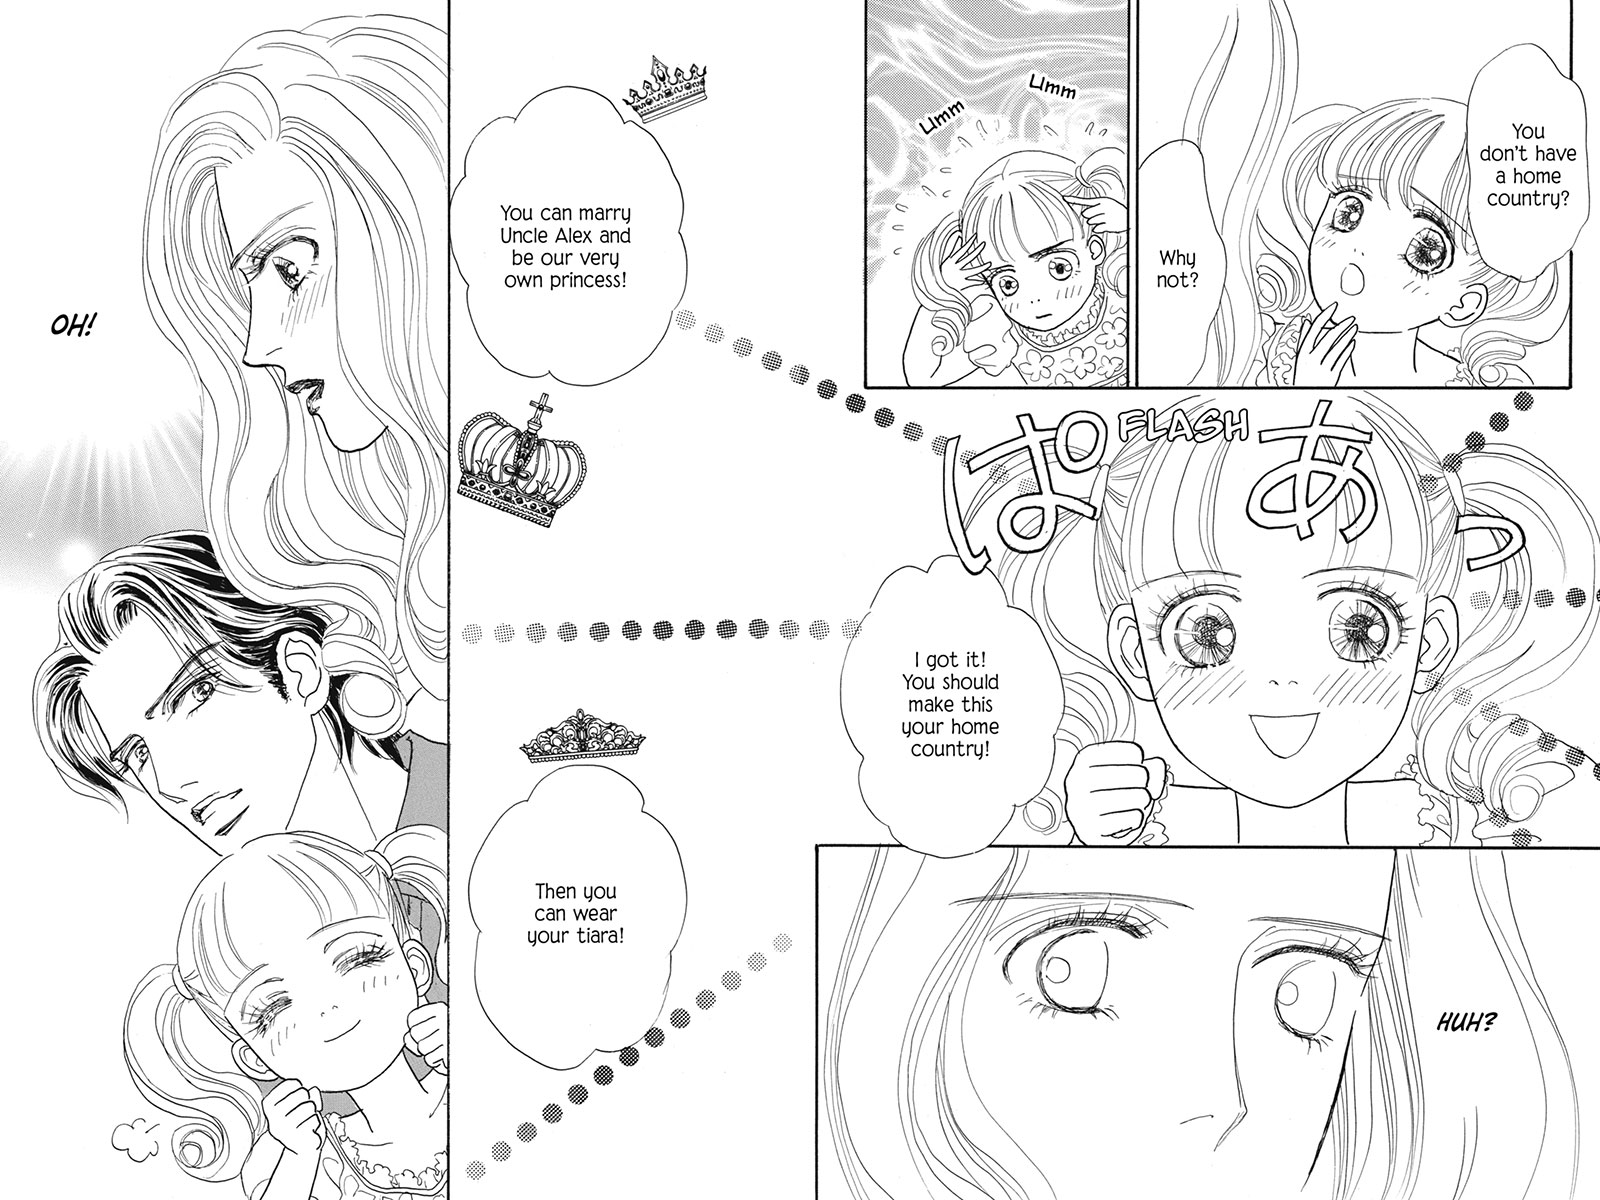 You
don't have
a home
country?
Why
not?
Umm
Umm
ぱ
FLASH
あっ
I got it!
You should
make this
your home
country!
HUH?
You can marry
Uncle Alex and
be our very
own princess!
Then you
can wear
your tiara!
OH!